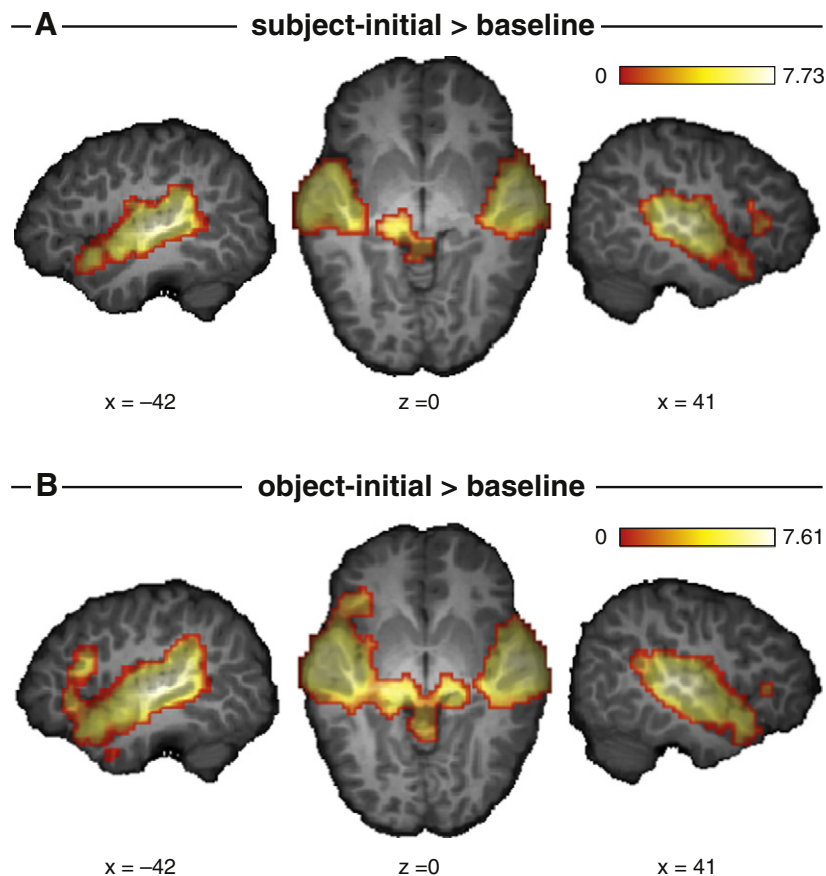 A subject-initial > baseline
0 7.73
x = –42 z =0 x = 41
B object-initial > baseline
0 7.61
x = –42 z =0 x = 41